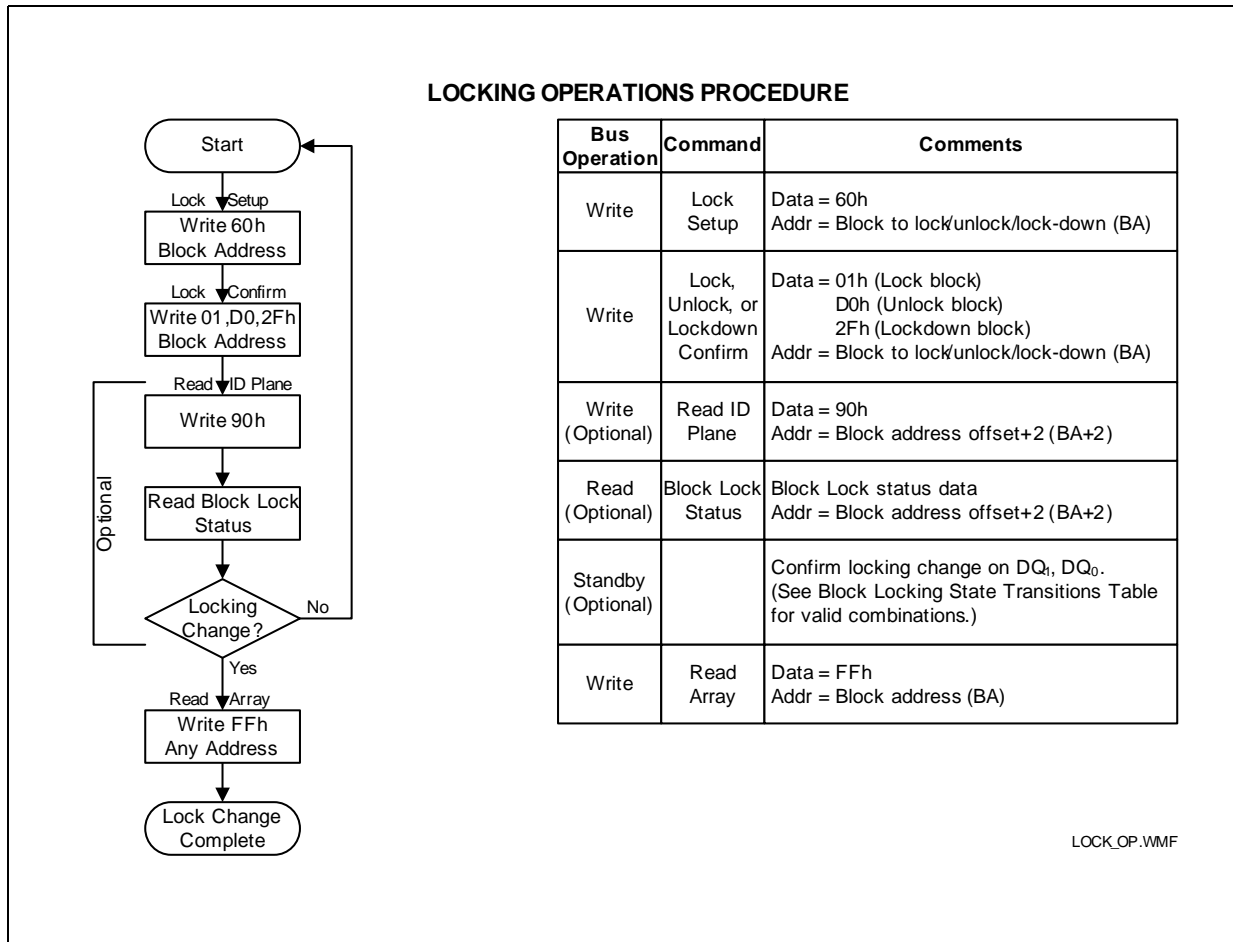 LOCKING OPERATIONS PROCEDURE
Start
Lock Setup
Write 60h
Block Address
Lock Confirm
Write 01,D0,2Fh
Block Address
Read ID Plane
Write 90h
Optional
Read Block Lock
Status
Locking
Change?
No
Yes
Read Array
Write FFh
Any Address
Lock Change
Complete
Bus
Operation
Command
Comments
Write
Lock
Setup
Data = 60h
Addr = Block to lock/unlock/lock-down (BA)
Write
Lock,
Unlock, or
Lockdown
Confirm
Data = 01h (Lock block)
D0h (Unlock block)
2Fh (Lockdown block)
Addr = Block to lock/unlock/lock-down (BA)
Write
(Optional)
Read ID
Plane
Data = 90h
Addr = Block address offset+2 (BA+2)
Read
(Optional)
Block Lock
Status
Block Lock status data
Addr = Block address offset+2 (BA+2)
Standby
(Optional)
Confirm locking change on DQ₁, DQ₀.
(See Block Locking State Transitions Table
for valid combinations.)
Write
Read
Array
Data = FFh
Addr = Block address (BA)
LOCK_OP.WMF